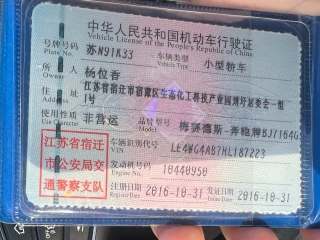 中华人民共和国机动车行驶证
Vehicle License of the People's Republic of China
号牌号码 苏N91K33 车辆类型 小型轿车
Plate No. Vehicle Type
所有人 杨位香
Owner
住址 江苏省宿迁市宿豫区生态化工科技产业园刘圩居委会一组
Address 1号
使用性质 非营运 品牌型号 梅赛德斯-奔驰牌BJ7164G
Use Character Model
江苏省宿迁
市公安局交
通警察支队
车辆识别代号 LE4WG4AB7HL187223
VIN
发动机号码 10440950
Engine No.
注册日期 2016-10-31 发证日期 2016-10-31
Register Date Issue Date